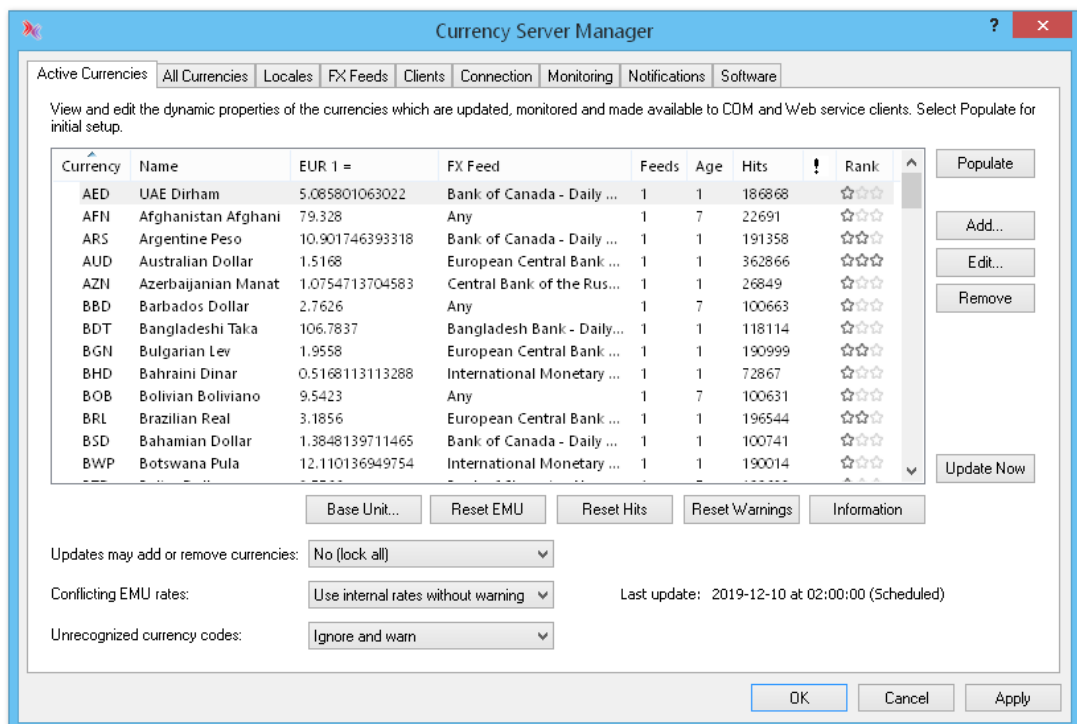 Currency Server Manager
?
Active Currencies All Currencies Locales FX Feeds Clients Connection Monitoring Notifications Software
View and edit the dynamic properties of the currencies which are updated, monitored and made available to COM and Web service clients. Select Populate for
initial setup.
Currency Name EUR 1 = FX Feed Feeds Age Hits ! Rank
Populate
AED UAE Dirham 5.085801063022 Bank of Canada - Daily ... 1 1 186868
AFN Afghanistan Afghani 79.328 Any 1 7 22691
Add...
ARS Argentine Peso 10.901746393318 Bank of Canada - Daily ... 1 1 191358
AUD Australian Dollar 1.5168 European Central Bank ... 1 1 362866
Edit...
AZN Azerbaijanian Manat 1.0754713704583 Central Bank of the Rus... 1 1 26849
Remove
BBD Barbados Dollar 2.7626 Any 1 7 100663
BDT Bangladeshi Taka 106.7837 Bangladesh Bank - Daily... 1 1 118114
BGN Bulgarian Lev 1.9558 European Central Bank ... 1 1 190999
BHD Bahraini Dinar 0.5168113113288 International Monetary ... 1 1 72867
BOB Bolivian Boliviano 9.5423 Any 1 7 100631
BRL Brazilian Real 3.1856 European Central Bank ... 1 1 196544
BSD Bahamian Dollar 1.3848139711465 Bank of Canada - Daily ... 1 1 100741
BWP Botswana Pula 12.110136949754 International Monetary ... 1 1 190014
Update Now
Base Unit... Reset EMU Reset Hits Reset Warnings Information
Updates may add or remove currencies: No (lock all)
Conflicting EMU rates: Use internal rates without warning Last update: 2019-12-10 at 02:00:00 (Scheduled)
Unrecognized currency codes: Ignore and warn
OK Cancel Apply